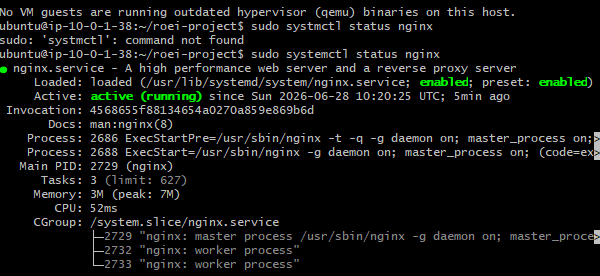 No VM guests are running outdated hypervisor (qemu) binaries on this host.
ubuntu@ip-10-0-1-38:~/roei-project$ sudo systmctl status nginx
sudo: 'systmctl': command not found
ubuntu@ip-10-0-1-38:~/roei-project$ sudo systemctl status nginx
● nginx.service - A high performance web server and a reverse proxy server
Loaded: loaded (/usr/lib/systemd/system/nginx.service; enabled; preset: enabled)
Active: active (running) since Sun 2026-06-28 10:20:25 UTC; 5min ago
Invocation: 4568655f88134654a0270a859e869b6d
Docs: man:nginx(8)
Process: 2686 ExecStartPre=/usr/sbin/nginx -t -q -g daemon on; master_process on;>
Process: 2688 ExecStart=/usr/sbin/nginx -g daemon on; master_process on; (code=ex>
Main PID: 2729 (nginx)
Tasks: 3 (limit: 627)
Memory: 3M (peak: 7M)
CPU: 52ms
CGroup: /system.slice/nginx.service
├─2729 "nginx: master process /usr/sbin/nginx -g daemon on; master_proce>
├─2732 "nginx: worker process"
└─2733 "nginx: worker process"